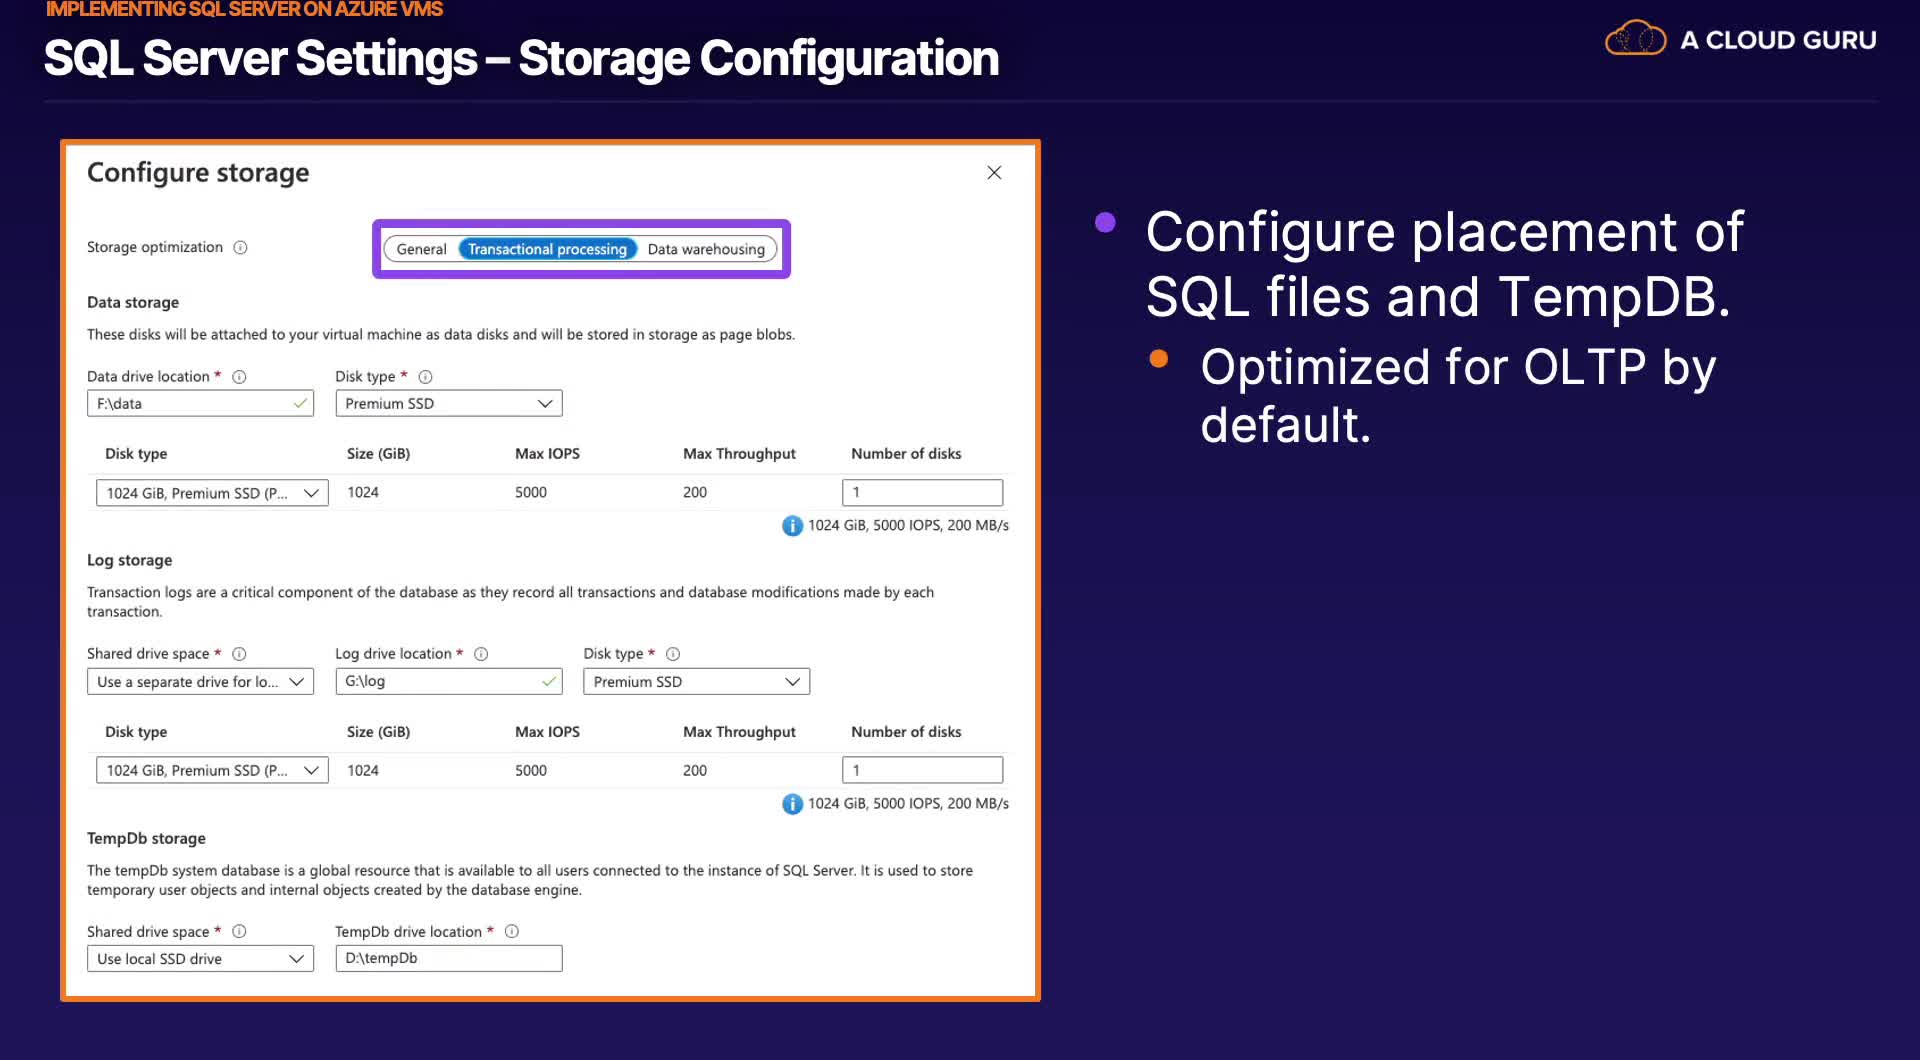 IMPLEMENTING SQL SERVER ON AZURE VMS
SQL Server Settings – Storage Configuration
A CLOUD GURU
Configure storage
Storage optimization
General
Transactional processing
Data warehousing
Data storage
These disks will be attached to your virtual machine as data disks and will be stored in storage as page blobs.
Data drive location *
Disk type *
F:\data
Premium SSD
Disk type
Size (GiB)
Max IOPS
Max Throughput
Number of disks
1024 GiB, Premium SSD (P...
1024
5000
200
1
1024 GiB, 5000 IOPS, 200 MB/s
Log storage
Transaction logs are a critical component of the database as they record all transactions and database modifications made by each
transaction.
Shared drive space *
Log drive location *
Disk type *
Use a separate drive for lo...
G:\log
Premium SSD
Disk type
Size (GiB)
Max IOPS
Max Throughput
Number of disks
1024 GiB, Premium SSD (P...
1024
5000
200
1
1024 GiB, 5000 IOPS, 200 MB/s
TempDb storage
The tempDb system database is a global resource that is available to all users connected to the instance of SQL Server. It is used to store
temporary user objects and internal objects created by the database engine.
Shared drive space *
TempDb drive location *
Use local SSD drive
D:\tempDb
Configure placement of
SQL files and TempDB.
Optimized for OLTP by
default.